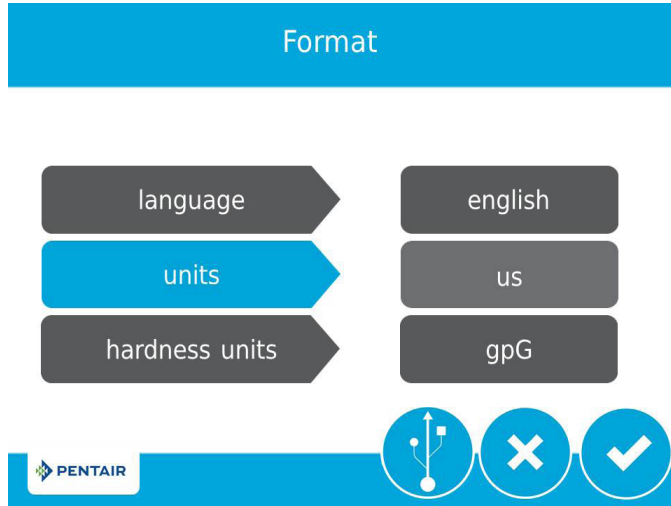 Format
language
english
units
us
hardness units
gpG
PENTAIR